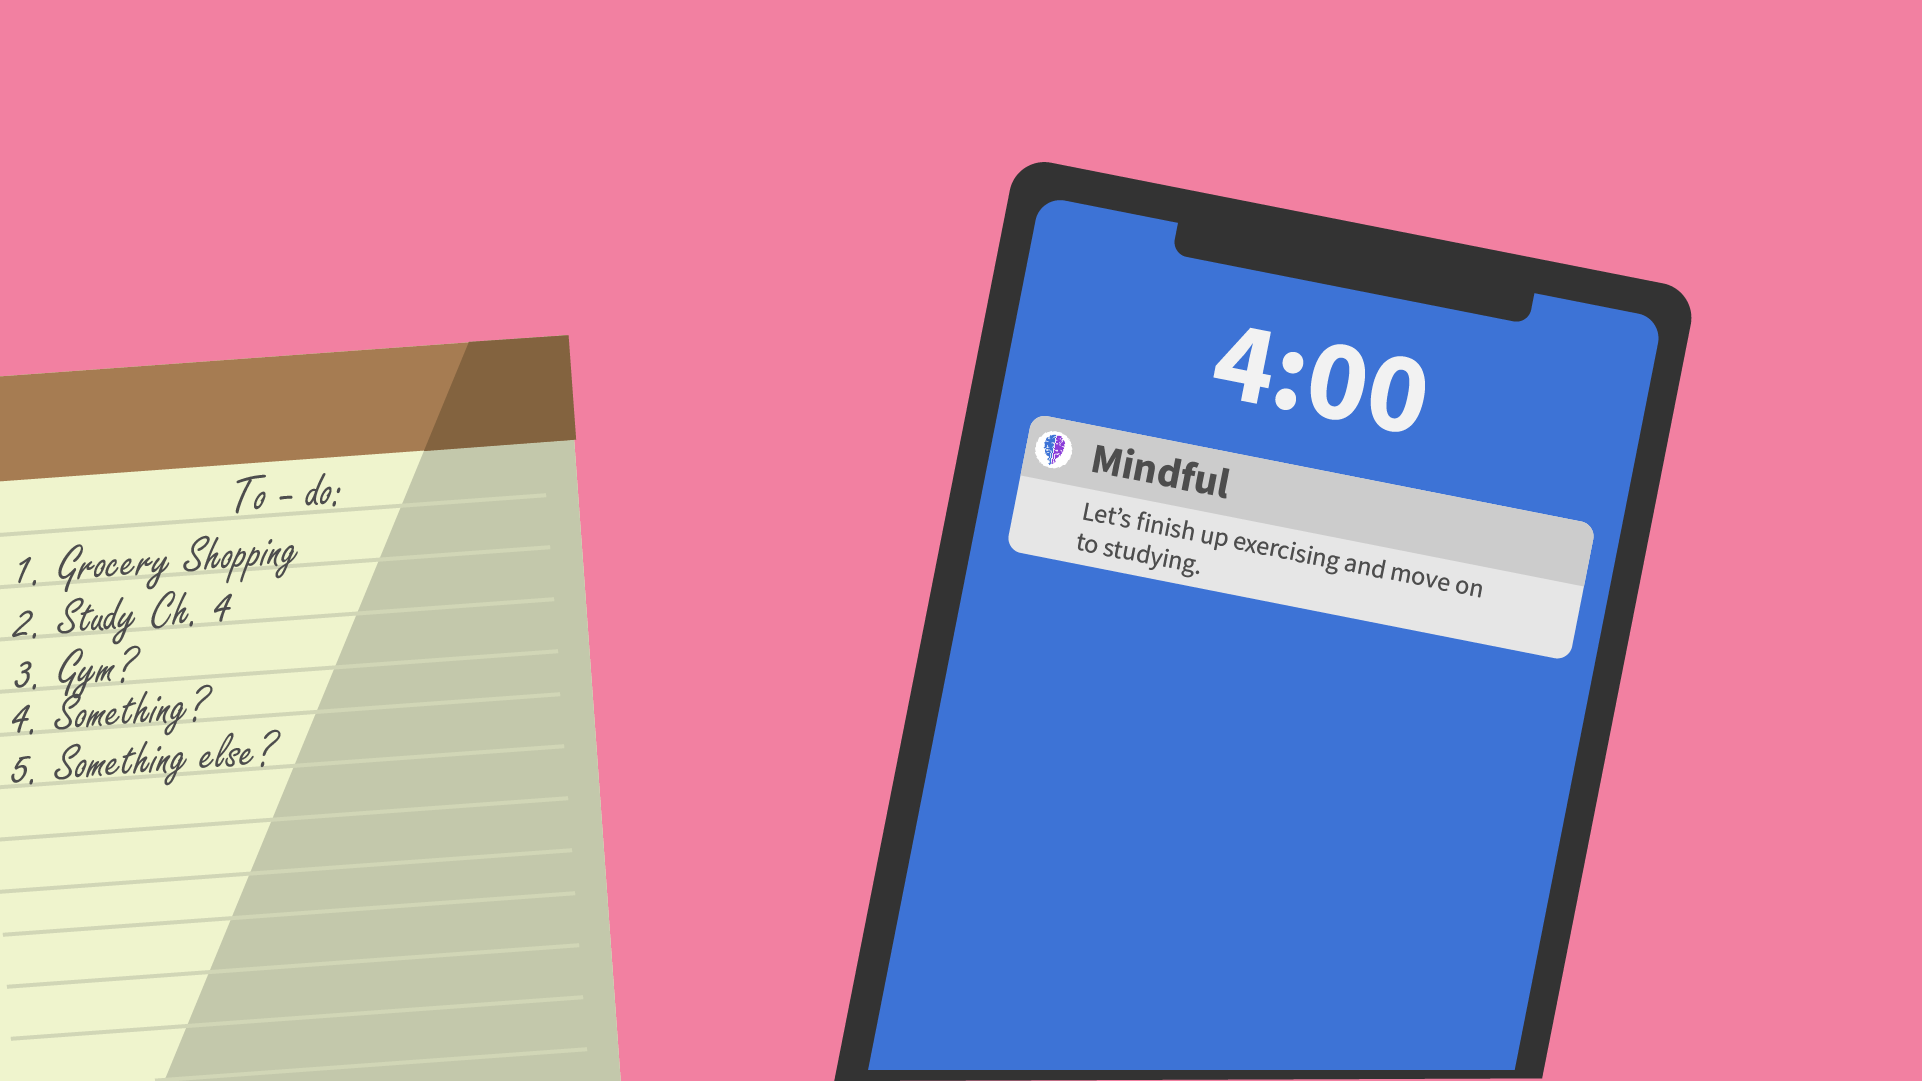 To - do:
1. Grocery Shopping
2. Study Ch. 4
3. Gym?
4. Something?
5. Something else?
4:00
Mindful
Let’s finish up exercising and move on
to studying.